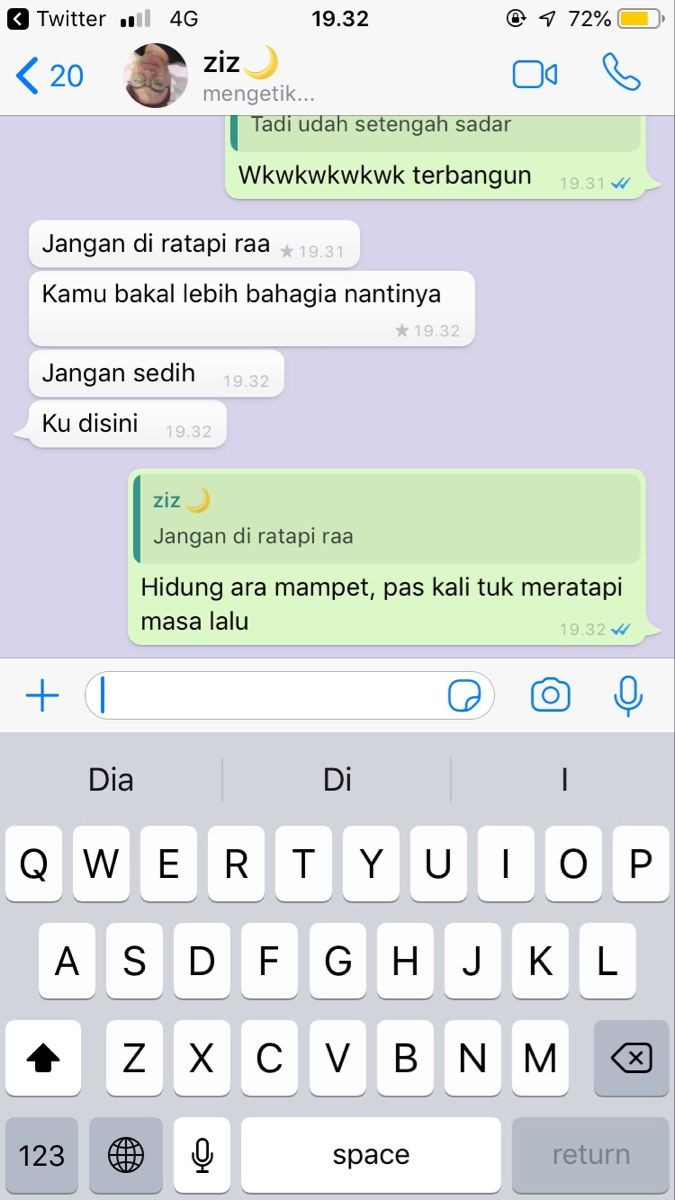 Twitter 4G 19.32 72%
20 ziz🌙
mengetik...
Tadi udah setengah sadar
Wkwkwkwkwk terbangun 19.31
Jangan di ratapi raa ★ 19.31
Kamu bakal lebih bahagia nantinya
★ 19.32
Jangan sedih 19.32
Ku disini 19.32
ziz🌙
Jangan di ratapi raa
Hidung ara mampet, pas kali tuk meratapi
masa lalu 19.32
Dia Di I
Q W E R T Y U I O P
A S D F G H J K L
Z X C V B N M
123 space return